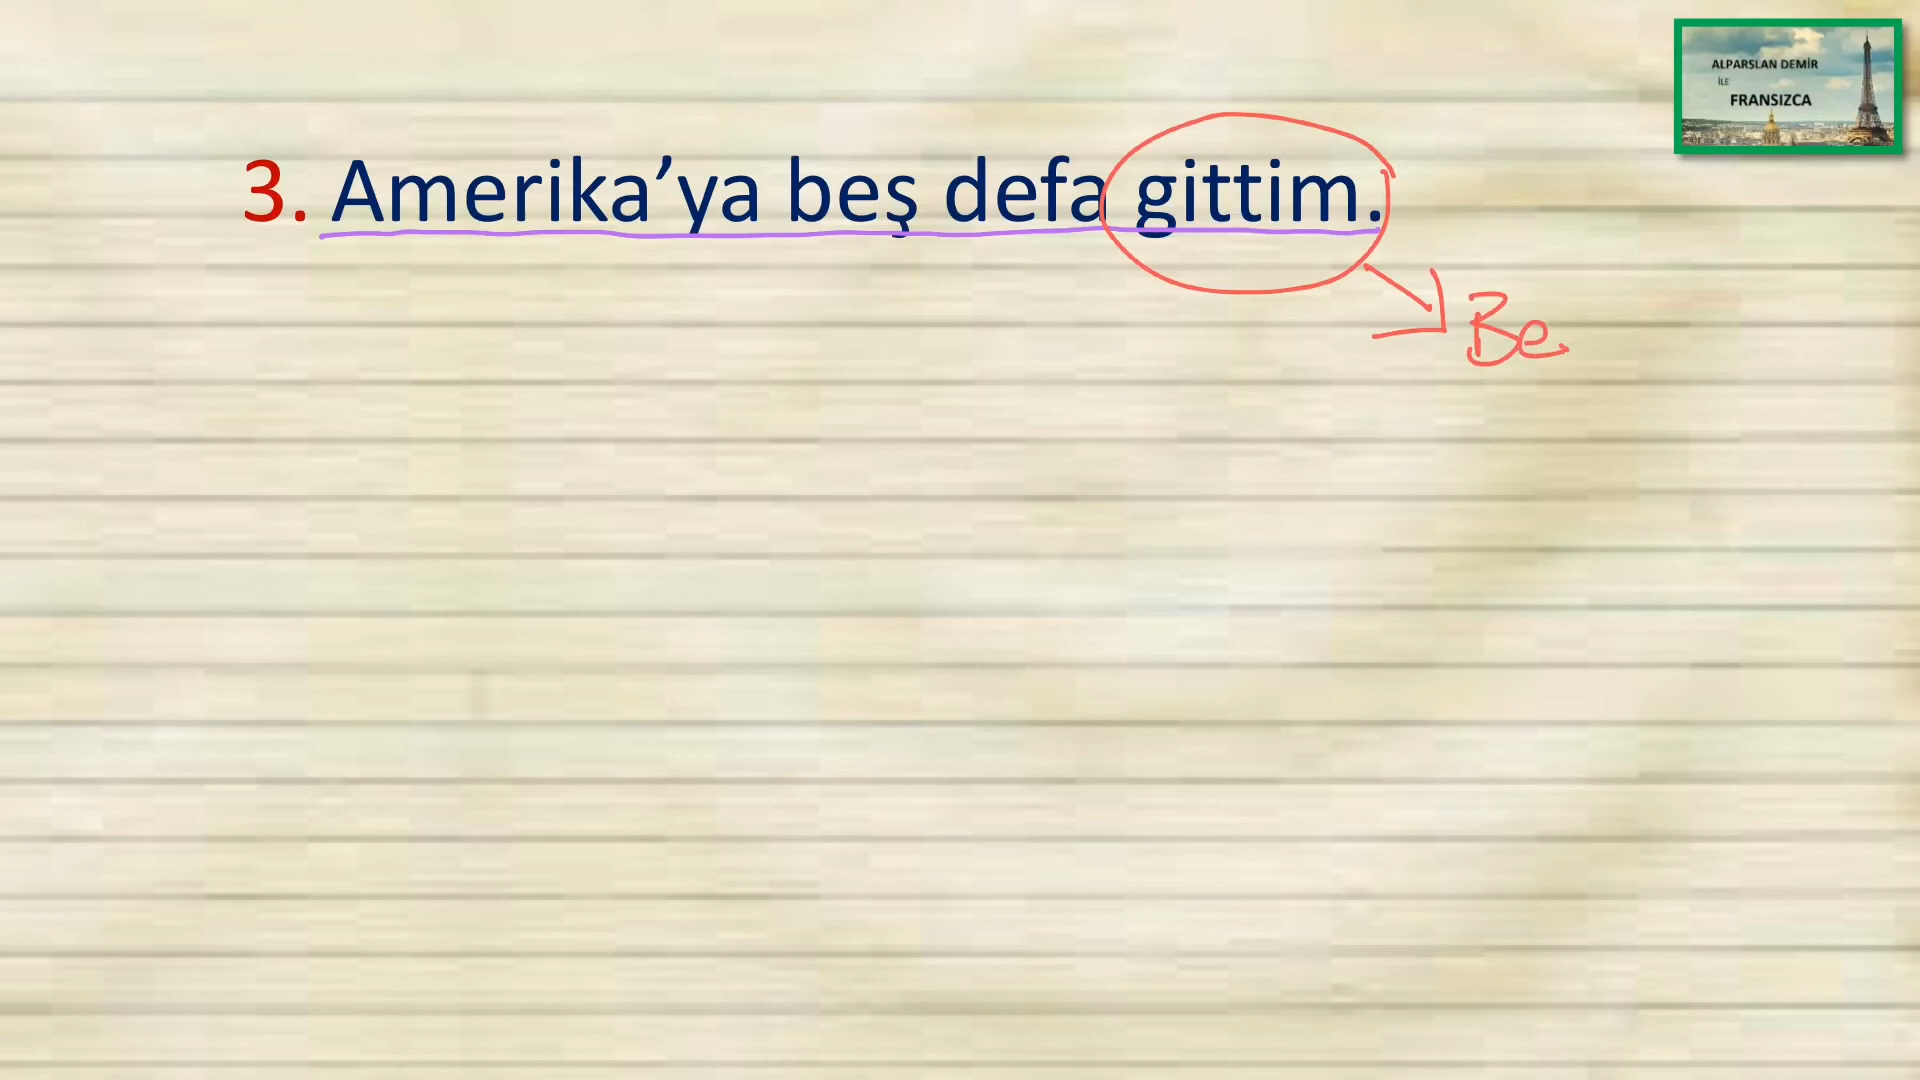 ALPARSLAN DEMİR
İLE
FRANSIZCA
3. Amerika’ya beş defa gittim.
Be